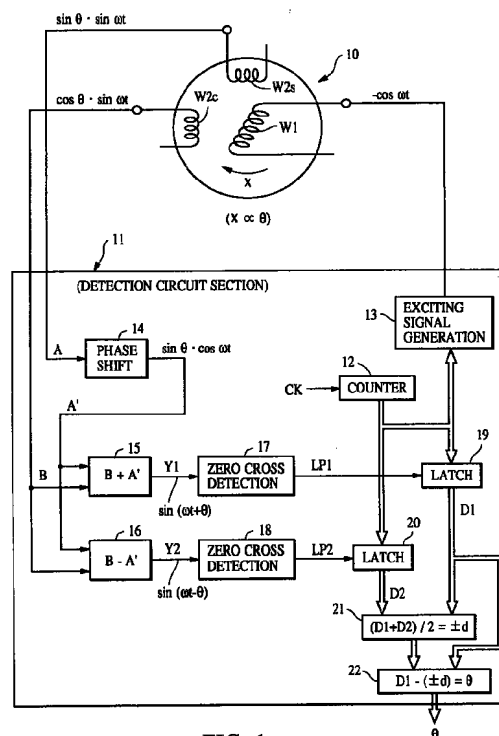 sin θ · sin ωt
10
W2s
cos θ · sin ωt
W2c
-cos ωt
W1
X
(X ∝ θ)
11
(DETECTION CIRCUIT SECTION)
14
13
EXCITING
SIGNAL
GENERATION
A
PHASE
SHIFT
sin θ · cos ωt
12
CK
COUNTER
A'
19
15
17
B
B + A'
Y1
ZERO CROSS
DETECTION
LP1
LATCH
sin (ωt+θ)
D1
16
18
20
B - A'
Y2
ZERO CROSS
DETECTION
LP2
LATCH
sin (ωt-θ)
D2
21
(D1+D2) / 2 = ±d
22
D1 - (±d) = θ